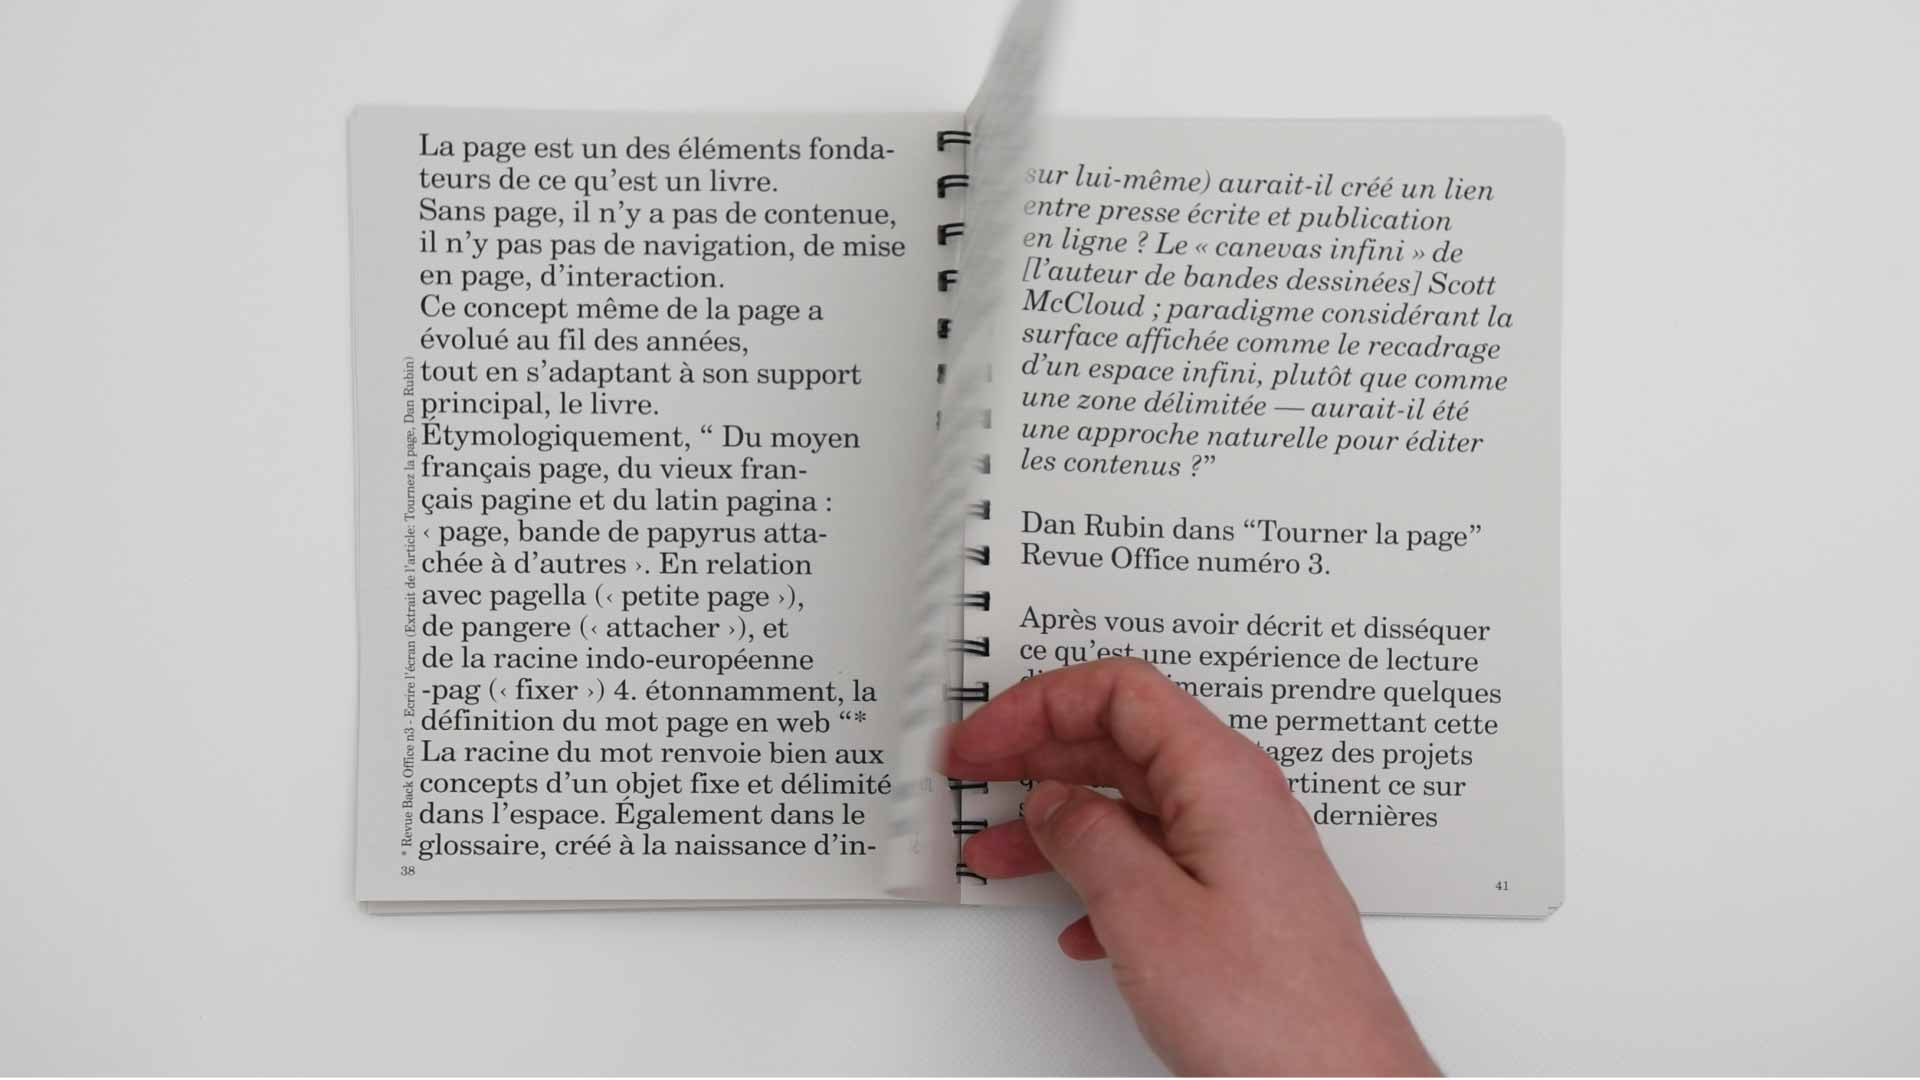 La page est un des éléments fonda-
teurs de ce qu’est un livre.
Sans page, il n’y a pas de contenue,
il n’y pas pas de navigation, de mise
en page, d’interaction.
Ce concept même de la page a
évolué au fil des années,
tout en s’adaptant à son support
principal, le livre.
Étymologiquement, “ Du moyen
français page, du vieux fran-
çais pagine et du latin pagina :
‹ page, bande de papyrus atta-
chée à d’autres ›. En relation
avec pagella (‹ petite page ›),
de pangere (‹ attacher ›), et
de la racine indo-européenne
-pag (‹ fixer ›) 4. étonnamment, la
définition du mot page en web “*
La racine du mot renvoie bien aux
concepts d’un objet fixe et délimité
dans l’espace. Également dans le
glossaire, créé à la naissance d’in-
* Revue Back Office n3 - Ecrire l’écran (Extrait de l’article: Tournez la page, Dan Rubin)
38
sur lui-même) aurait-il créé un lien
entre presse écrite et publication
en ligne ? Le « canevas infini » de
[l’auteur de bandes dessinées] Scott
McCloud ; paradigme considérant la
surface affichée comme le recadrage
d’un espace infini, plutôt que comme
une zone délimitée — aurait-il été
une approche naturelle pour éditer
les contenus ?”
Dan Rubin dans “Tourner la page”
Revue Office numéro 3.
Après vous avoir décrit et disséquer
ce qu’est une expérience de lecture
prendre quelques
me permettant cette
des projets
ce sur
dernières
41